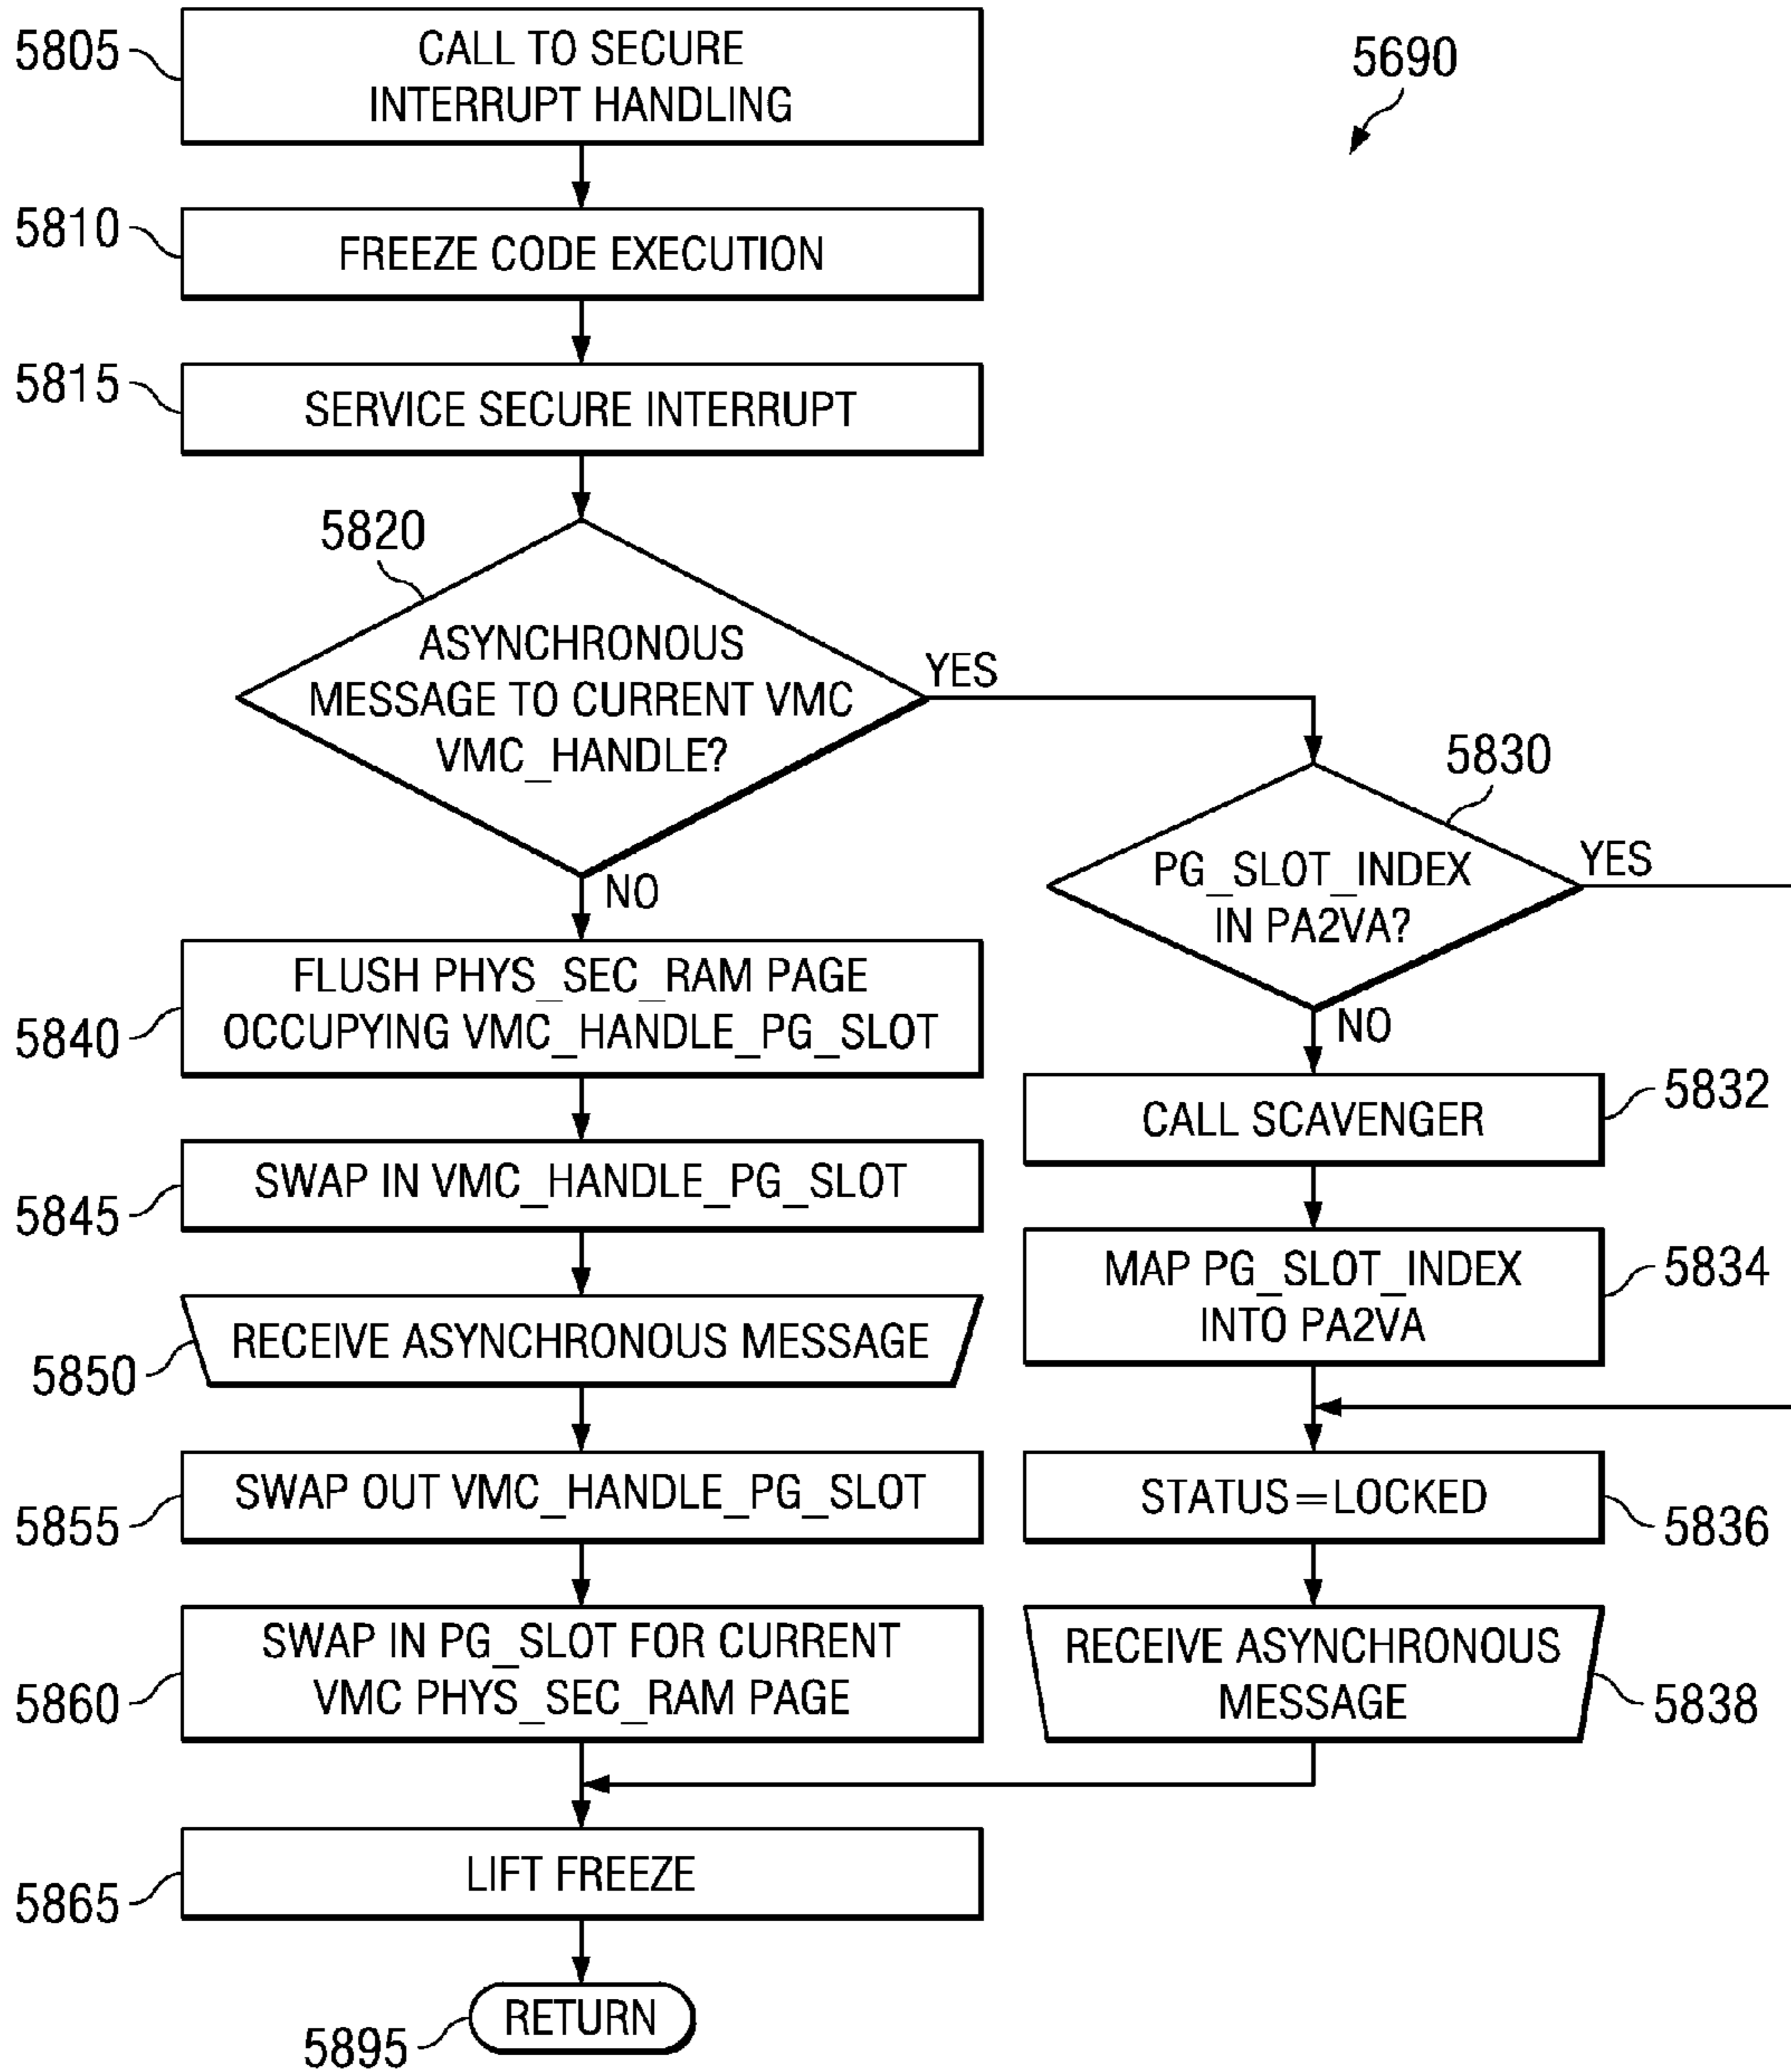 5805
CALL TO SECURE
INTERRUPT HANDLING
5690
5810
FREEZE CODE EXECUTION
5815
SERVICE SECURE INTERRUPT
5820
ASYNCHRONOUS
MESSAGE TO CURRENT VMC
VMC_HANDLE?
YES
NO
5830
PG_SLOT_INDEX
IN PA2VA?
YES
NO
5840
FLUSH PHYS_SEC_RAM PAGE
OCCUPYING VMC_HANDLE_PG_SLOT
5832
CALL SCAVENGER
5845
SWAP IN VMC_HANDLE_PG_SLOT
5834
MAP PG_SLOT_INDEX
INTO PA2VA
5850
RECEIVE ASYNCHRONOUS MESSAGE
5855
SWAP OUT VMC_HANDLE_PG_SLOT
STATUS=LOCKED
5836
5860
SWAP IN PG_SLOT FOR CURRENT
VMC PHYS_SEC_RAM PAGE
RECEIVE ASYNCHRONOUS
MESSAGE
5838
5865
LIFT FREEZE
RETURN
5895